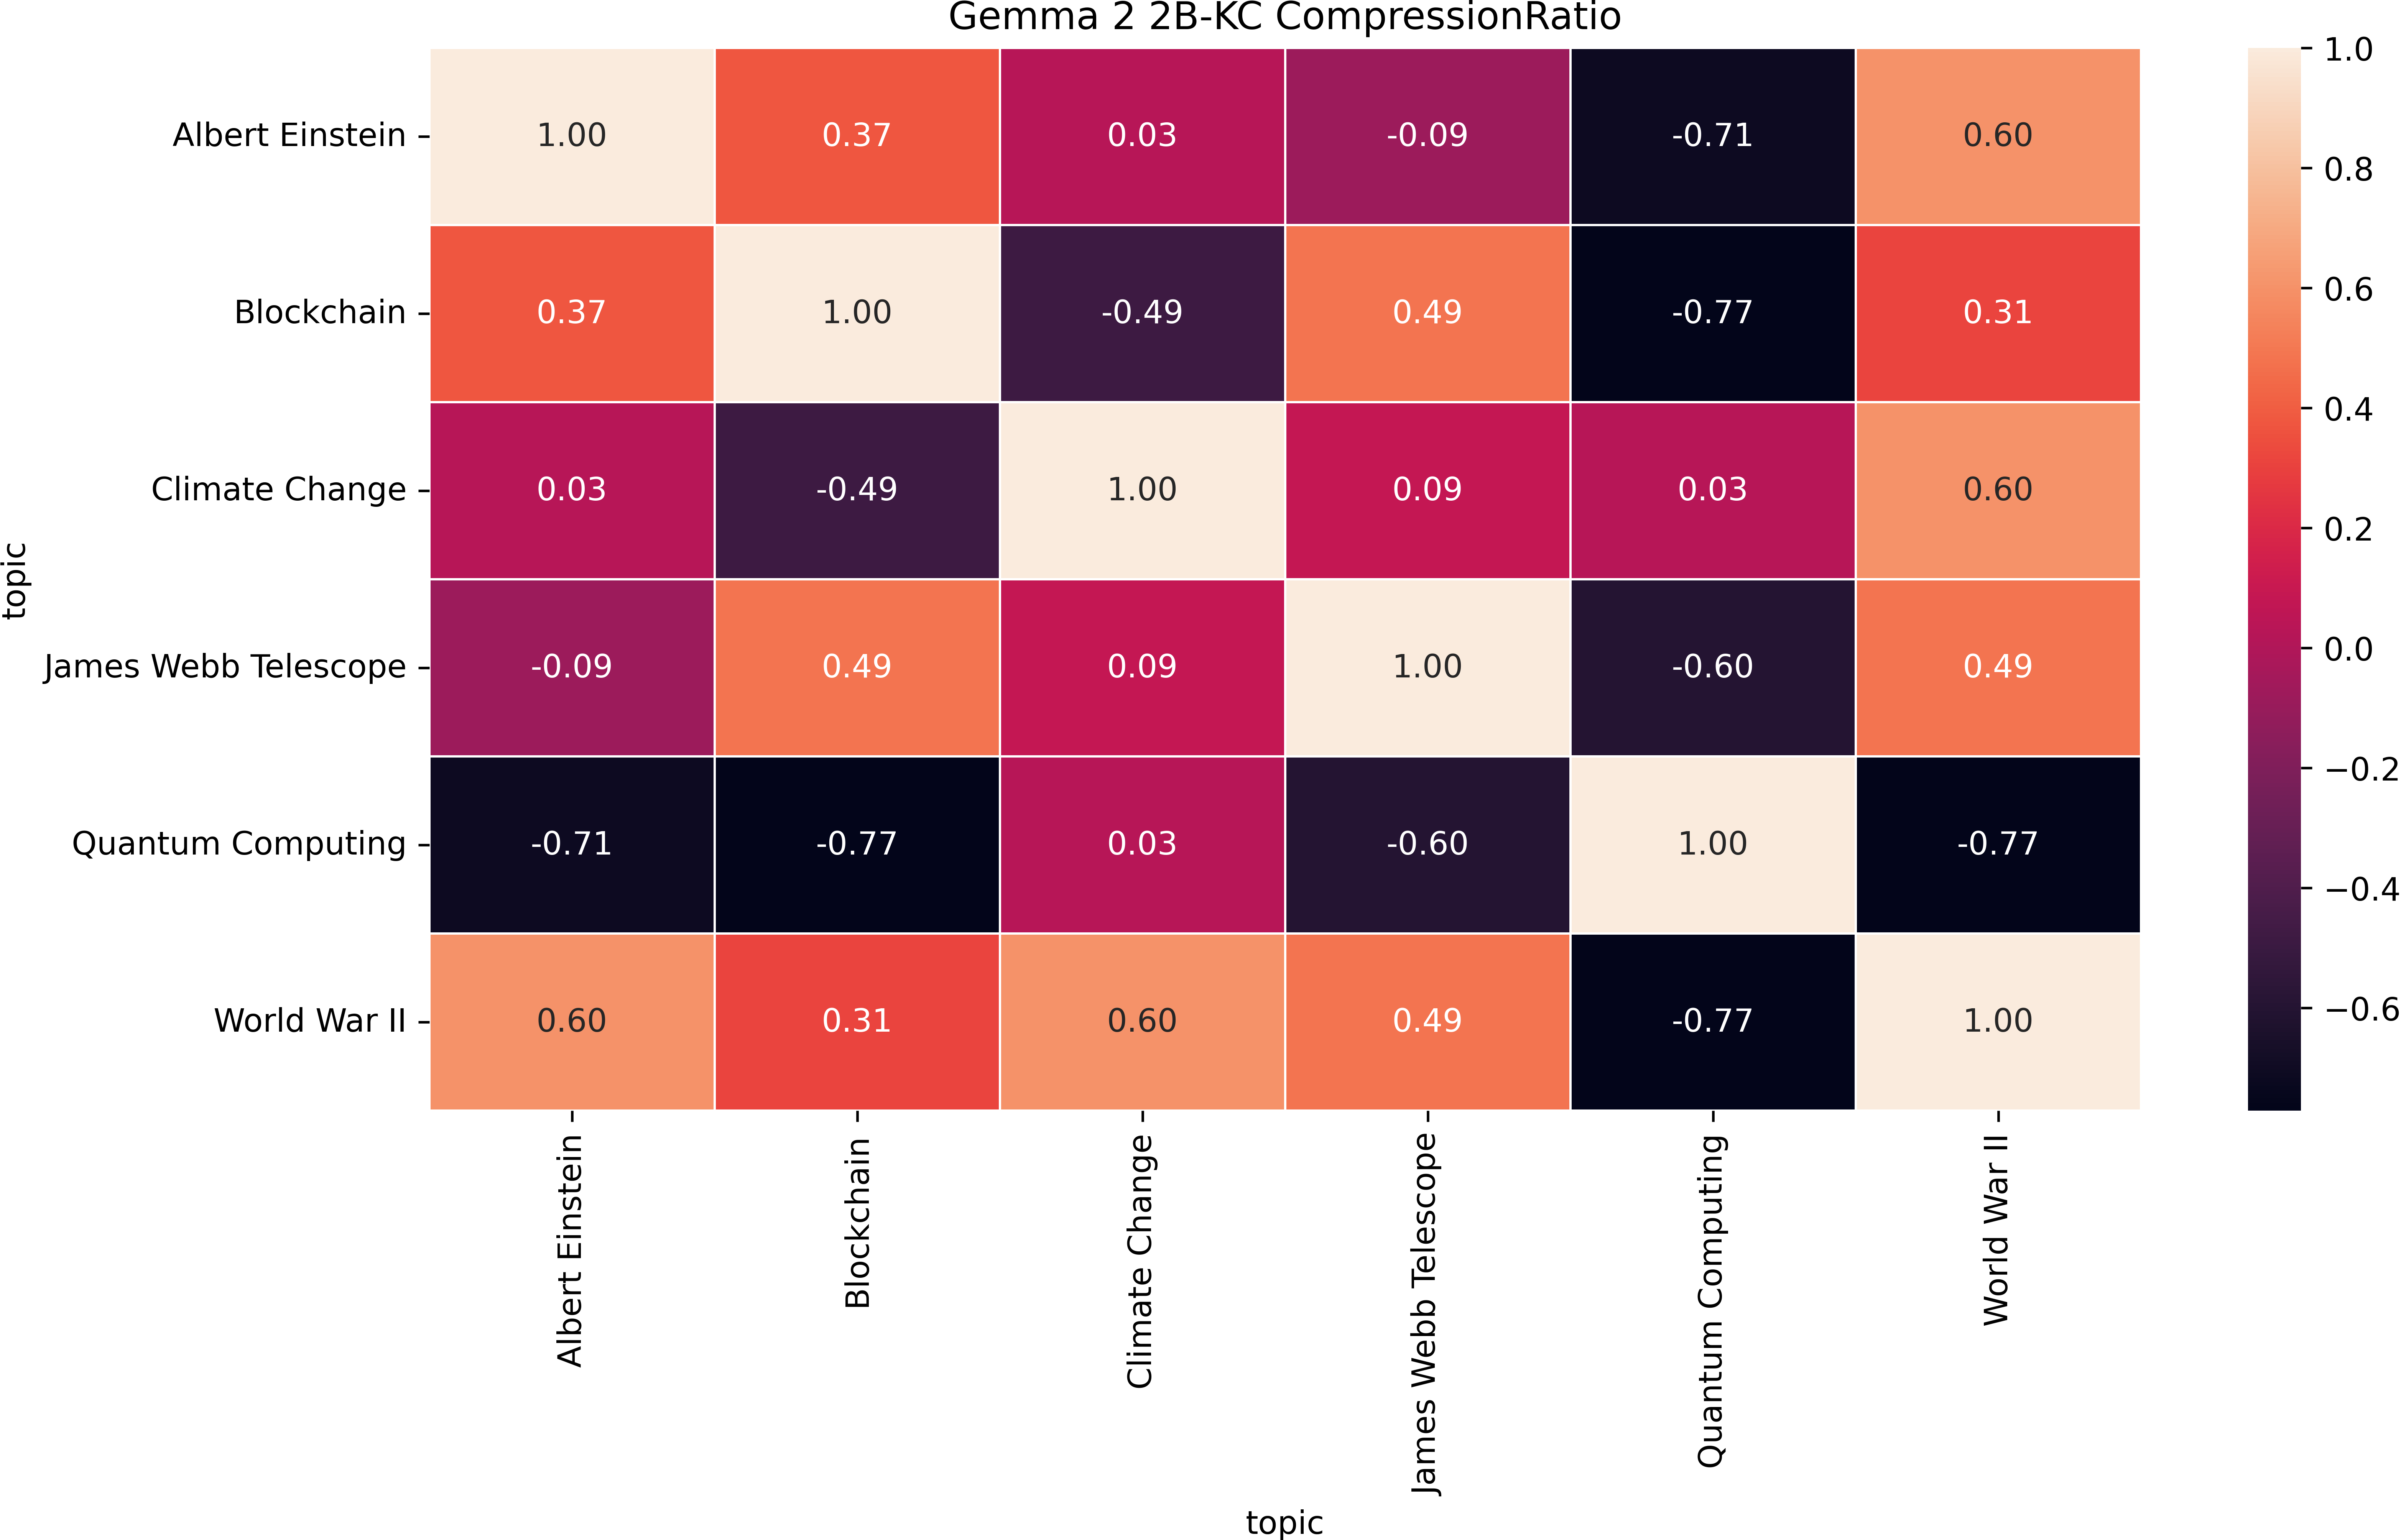 Gemma 2 2B-KC CompressionRatio
Albert Einstein 1.00 0.37 0.03 -0.09 -0.71 0.60
Blockchain 0.37 1.00 -0.49 0.49 -0.77 0.31
Climate Change 0.03 -0.49 1.00 0.09 0.03 0.60
James Webb Telescope -0.09 0.49 0.09 1.00 -0.60 0.49
Quantum Computing -0.71 -0.77 0.03 -0.60 1.00 -0.77
World War II 0.60 0.31 0.60 0.49 -0.77 1.00
topic
Albert Einstein
Blockchain
Climate Change
James Webb Telescope
Quantum Computing
World War II
topic
1.0
0.8
0.6
0.4
0.2
0.0
−0.2
−0.4
−0.6